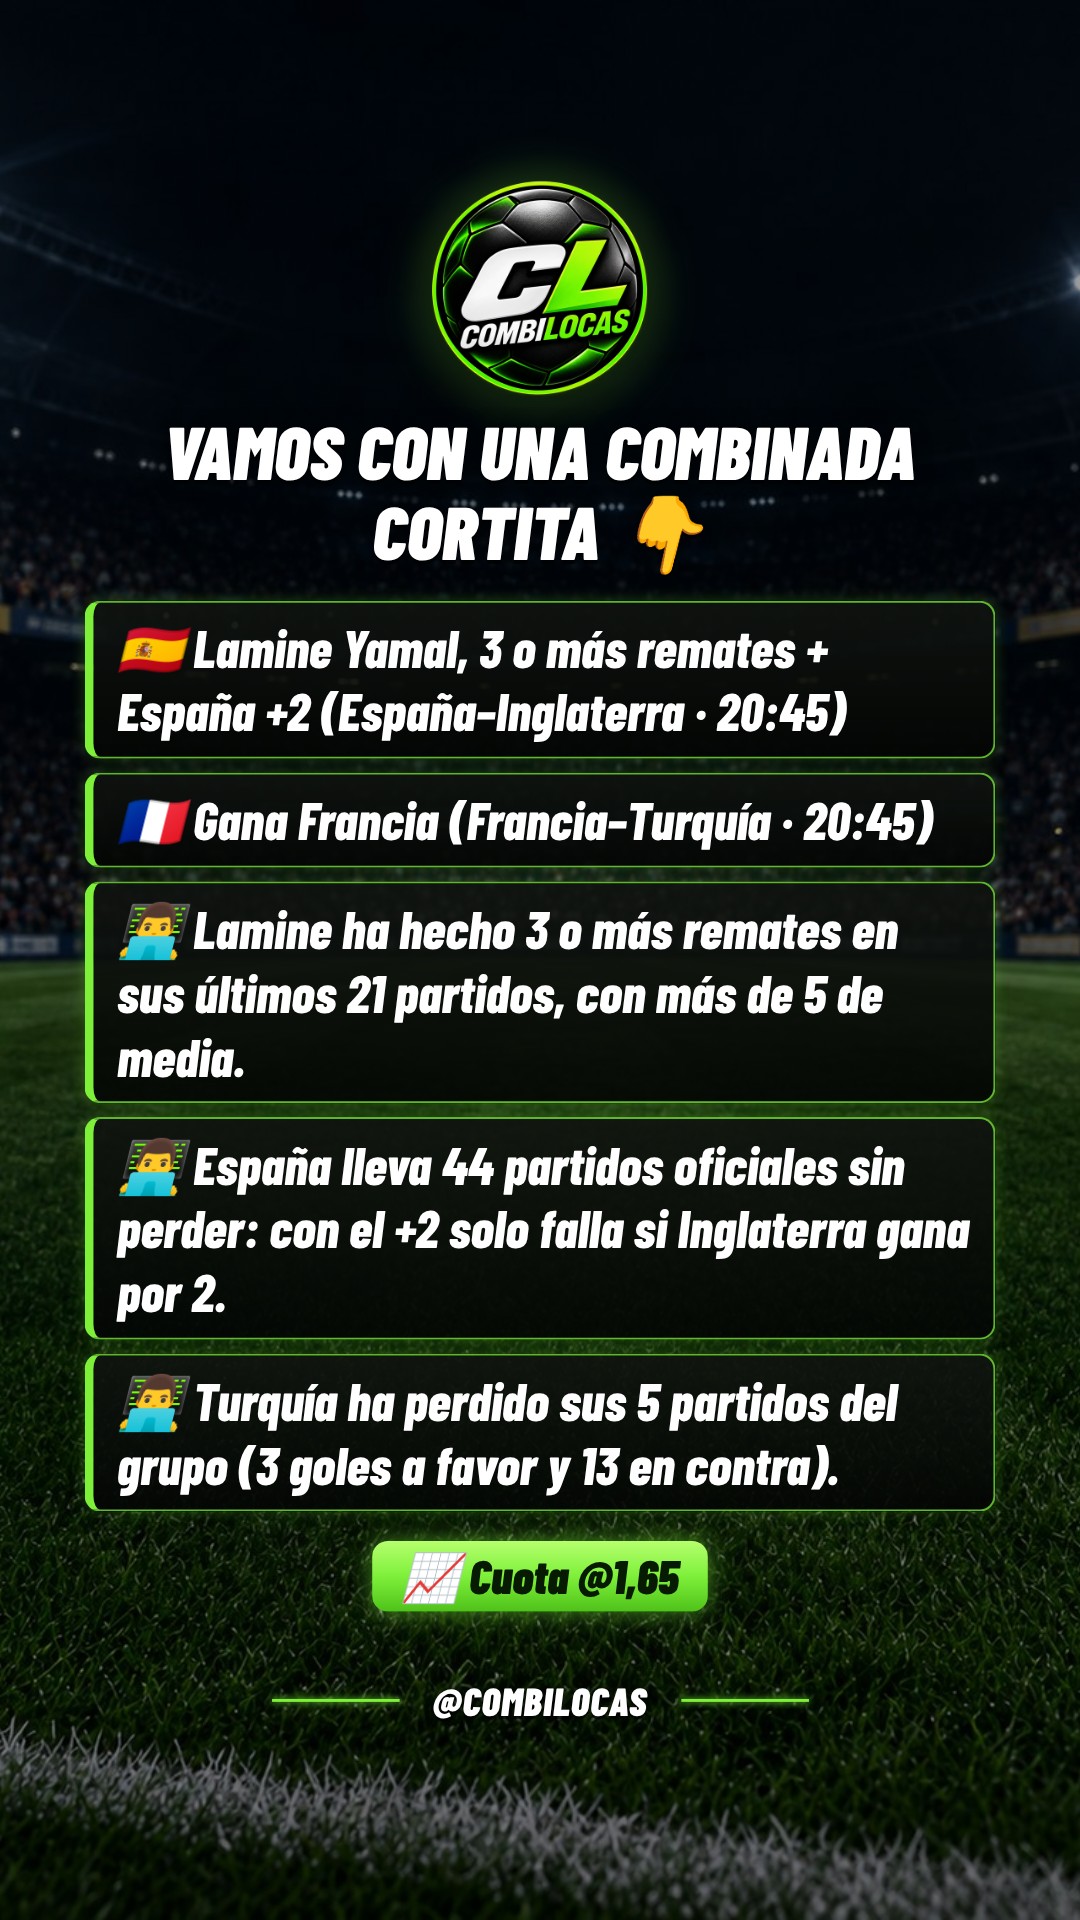 CL
COMBILOCAS
VAMOS CON UNA COMBINADA
CORTITA 👇
🇪🇸 Lamine Yamal, 3 o más remates +
España +2 (España–Inglaterra · 20:45)
🇫🇷 Gana Francia (Francia–Turquía · 20:45)
👨‍💻 Lamine ha hecho 3 o más remates en
sus últimos 21 partidos, con más de 5 de
media.
👨‍💻 España lleva 44 partidos oficiales sin
perder: con el +2 solo falla si Inglaterra gana
por 2.
👨‍💻 Turquía ha perdido sus 5 partidos del
grupo (3 goles a favor y 13 en contra).
📈 Cuota @1,65
@COMBILOCAS